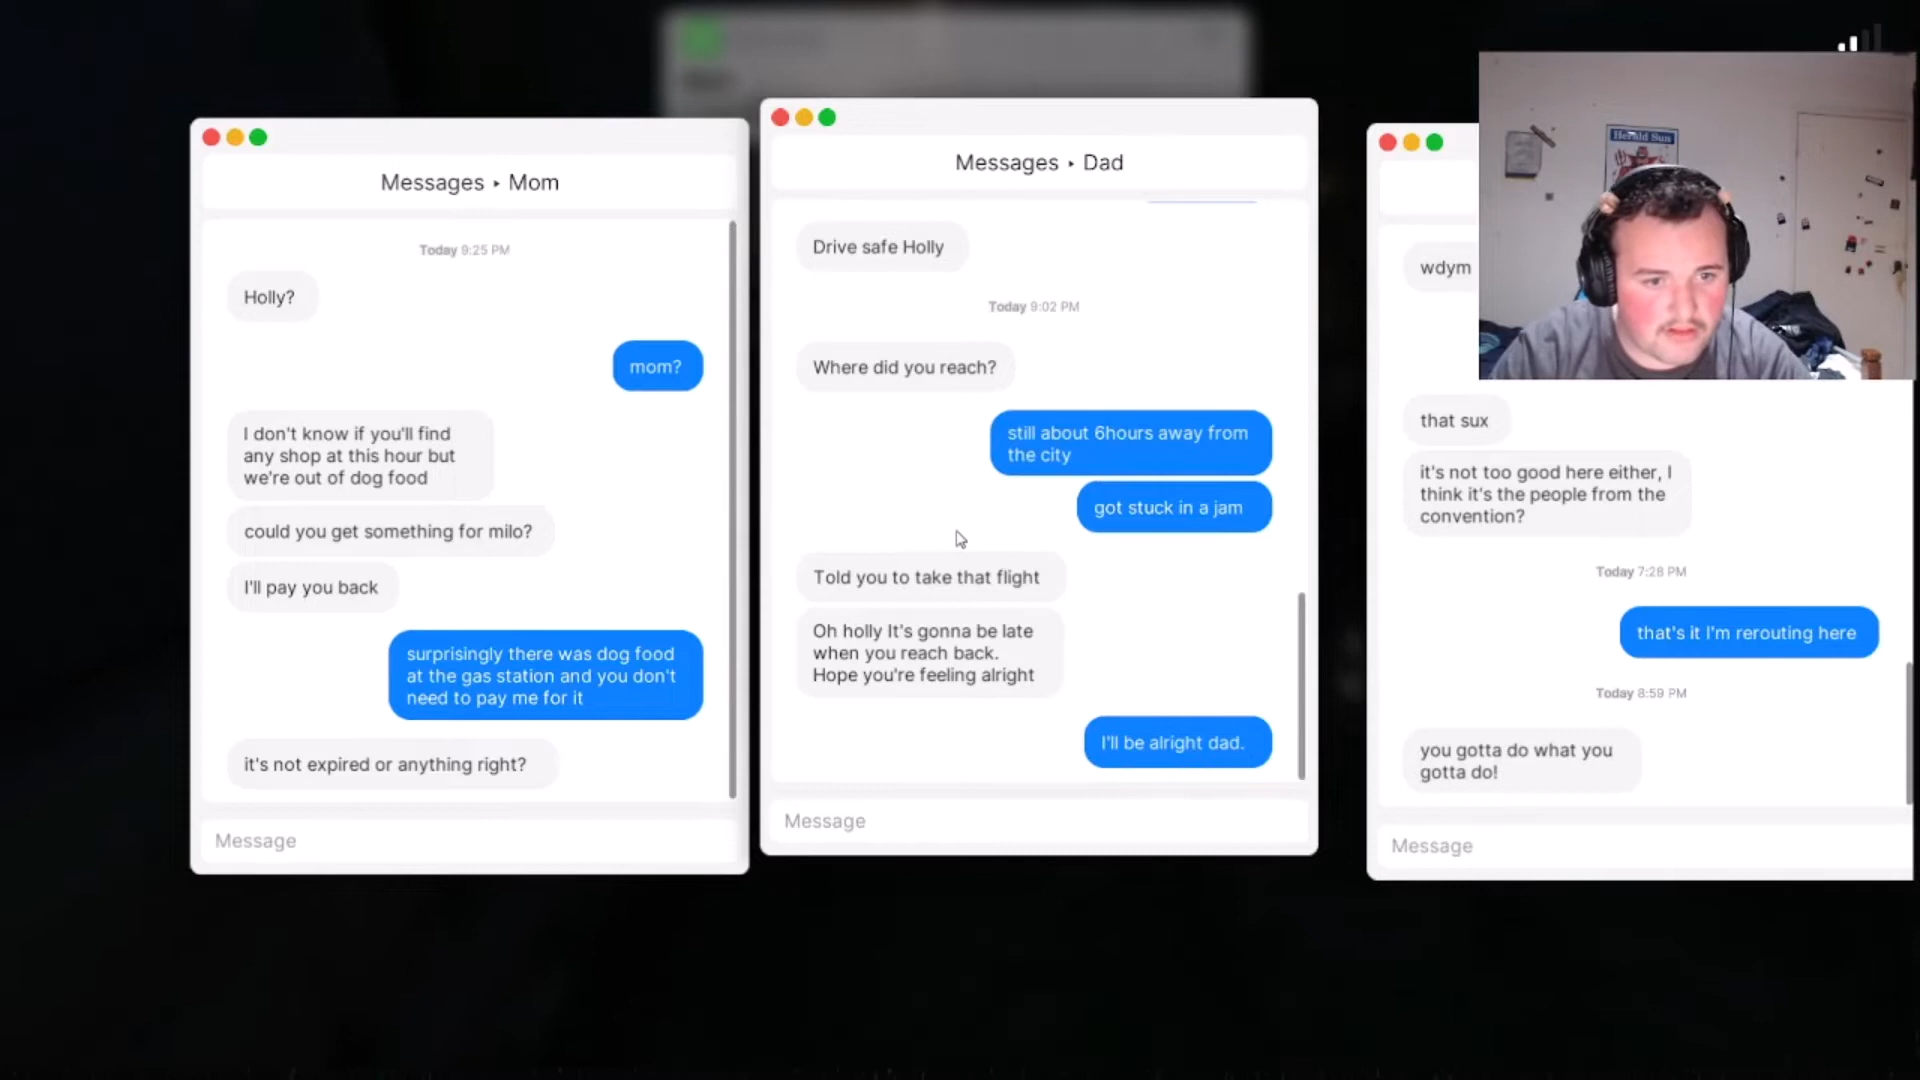 Messages ▸ Mom
Today 9:25 PM
Holly?
mom?
I don't know if you'll find
any shop at this hour but
we're out of dog food
could you get something for milo?
I'll pay you back
surprisingly there was dog food
at the gas station and you don't
need to pay me for it
it's not expired or anything right?
Message
Messages ▸ Dad
Drive safe Holly
Today 9:02 PM
Where did you reach?
still about 6hours away from
the city
got stuck in a jam
Told you to take that flight
Oh holly It's gonna be late
when you reach back.
Hope you're feeling alright
I'll be alright dad.
Message
wdym
that sux
it's not too good here either, I
think it's the people from the
convention?
Today 7:28 PM
that's it I'm rerouting here
Today 8:59 PM
you gotta do what you
gotta do!
Message
Herald Sun